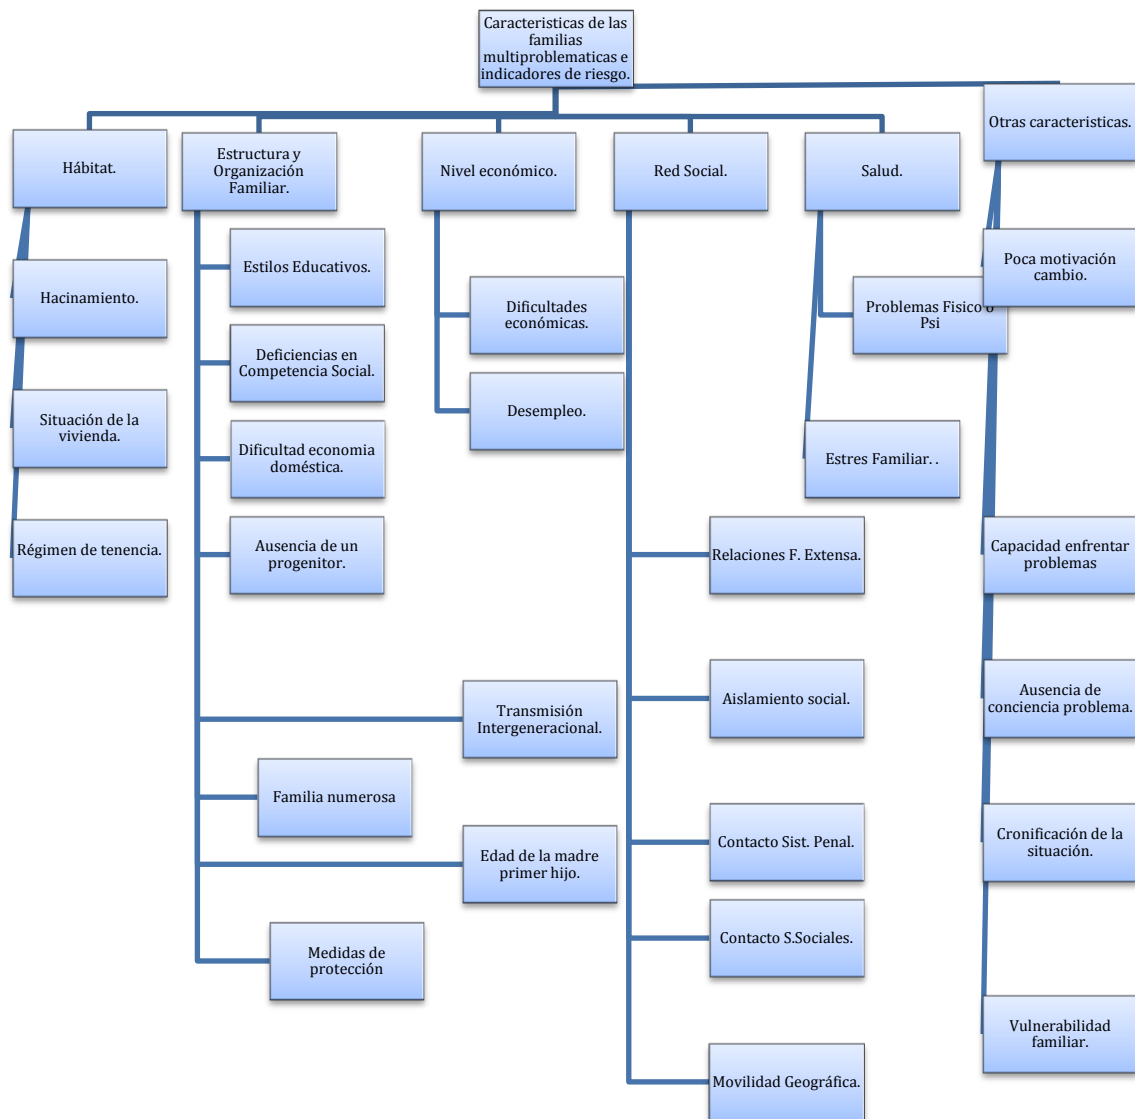 Caracteristicas de las
familias
multiproblematicas e
indicadores de riesgo.
Hábitat.
Hacinamiento.
Situación de la
vivienda.
Régimen de tenencia.
Estructura y
Organización
Familiar.
Estilos Educativos.
Deficiencias en
Competencia Social.
Dificultad economia
doméstica.
Ausencia de un
progenitor.
Transmisión
Intergeneracional.
Familia numerosa
Edad de la madre
primer hijo.
Medidas de
protección
Nivel económico.
Dificultades
económicas.
Desempleo.
Red Social.
Relaciones F. Extensa.
Aislamiento social.
Contacto Sist. Penal.
Contacto S.Sociales.
Movilidad Geográfica.
Salud.
Problemas Fisico o
Psi
Estres Familiar. .
Otras caracteristicas.
Poca motivación
cambio.
Capacidad enfrentar
problemas
Ausencia de
conciencia problema.
Cronificación de la
situación.
Vulnerabilidad
familiar.